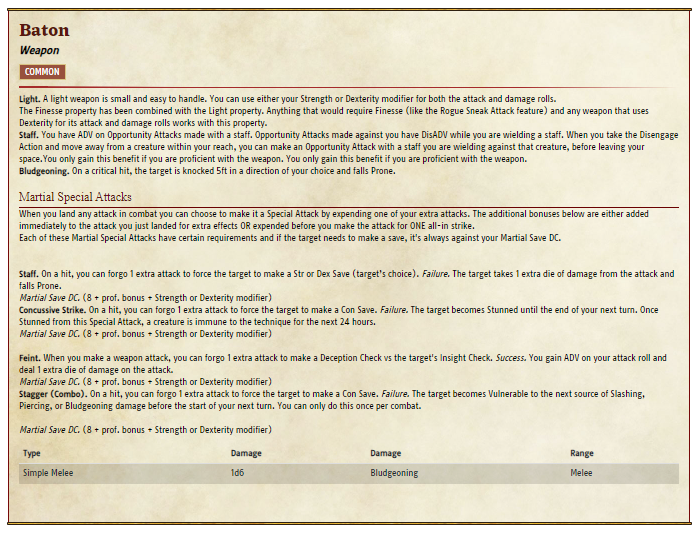 Baton
Weapon
COMMON
Light. A light weapon is small and easy to handle. You can use either your Strength or Dexterity modifier for both the attack and damage rolls.
The Finesse property has been combined with the Light property. Anything that would require Finesse (like the Rogue Sneak Attack feature) and any weapon that uses
Dexterity for its attack and damage rolls works with this property.
Staff. You have ADV on Opportunity Attacks made with a staff. Opportunity Attacks made against you have DisADV while you are wielding a staff. When you take the Disengage
Action and move away from a creature within your reach, you can make an Opportunity Attack with a staff you are wielding against that creature, before leaving your
space.You only gain this benefit if you are proficient with the weapon. You only gain this benefit if you are proficient with the weapon.
Bludgeoning. On a critical hit, the target is knocked 5ft in a direction of your choice and falls Prone.
Martial Special Attacks
When you land any attack in combat you can choose to make it a Special Attack by expending one of your extra attacks. The additional bonuses below are either added
immediately to the attack you just landed for extra effects OR expended before you make the attack for ONE all-in strike.
Each of these Martial Special Attacks have certain requirements and if the target needs to make a save, it's always against your Martial Save DC.
Staff. On a hit, you can forgo 1 extra attack to force the target to make a Str or Dex Save (target's choice). Failure. The target takes 1 extra die of damage from the attack and
falls Prone.
Martial Save DC. (8 + prof. bonus + Strength or Dexterity modifier)
Concussive Strike. On a hit, you can forgo 1 extra attack to force the target to make a Con Save. Failure. The target becomes Stunned until the end of your next turn. Once
Stunned from this Special Attack, a creature is immune to the technique for the next 24 hours.
Martial Save DC. (8 + prof. bonus + Strength or Dexterity modifier)
Feint. When you make a weapon attack, you can forgo 1 extra attack to make a Deception Check vs the target's Insight Check. Success. You gain ADV on your attack roll and
deal 1 extra die of damage on the attack.
Martial Save DC. (8 + prof. bonus + Strength or Dexterity modifier)
Stagger (Combo). On a hit, you can forgo 1 extra attack to force the target to make a Con Save. Failure. The target becomes Vulnerable to the next source of Slashing,
Piercing, or Bludgeoning damage before the start of your next turn. You can only do this once per combat.
Martial Save DC. (8 + prof. bonus + Strength or Dexterity modifier)
Type Damage Damage Range
Simple Melee 1d6 Bludgeoning Melee